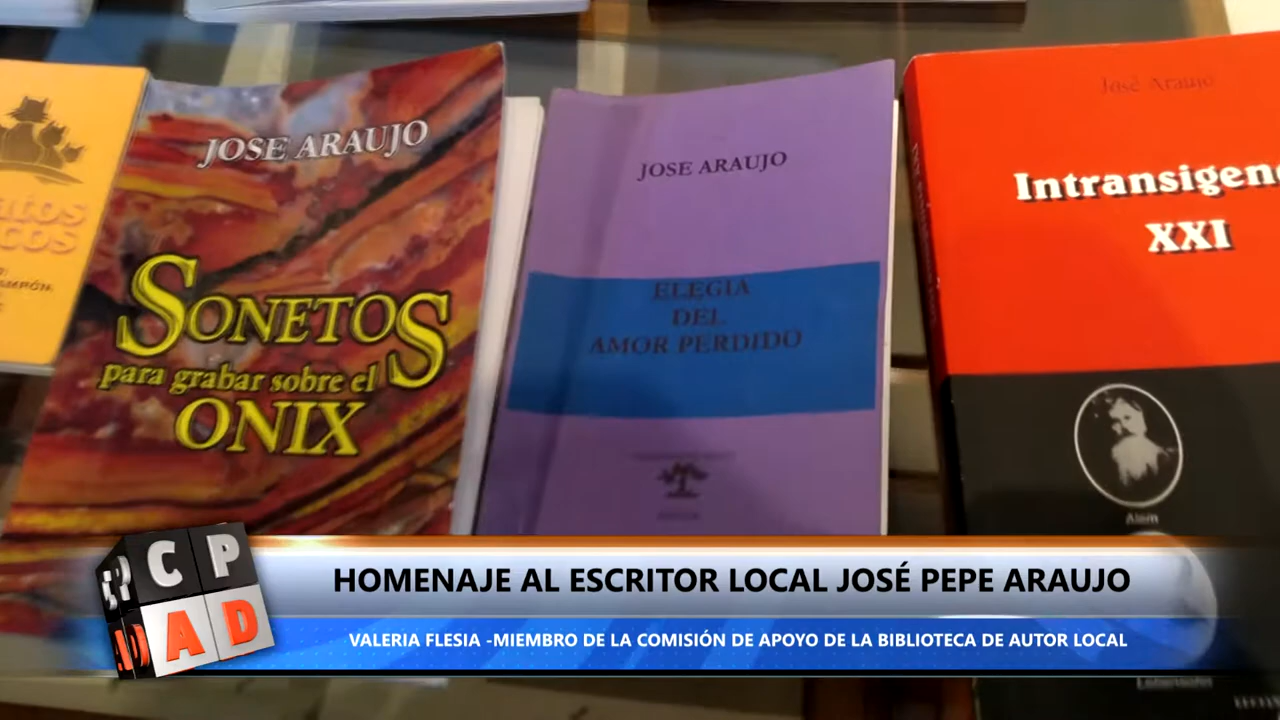 JOSE ARAUJO
SONETOS
para grabar sobre el
ONIX
JOSE ARAUJO
ELEGIA
DEL
AMOR PERDIDO
José Araujo
XXI
Alem
CP
AD
HOMENAJE AL ESCRITOR LOCAL JOSÉ PEPE ARAUJO
VALERIA FLESIA -MIEMBRO DE LA COMISIÓN DE APOYO DE LA BIBLIOTECA DE AUTOR LOCAL